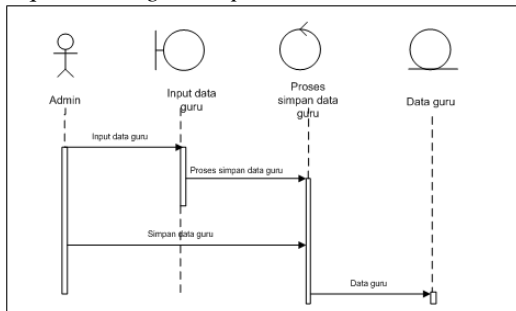 Admin
Input data
guru
Proses
simpan data
guru
Data guru
Input data guru
Proses simpan data guru
Simpan data guru
Data guru